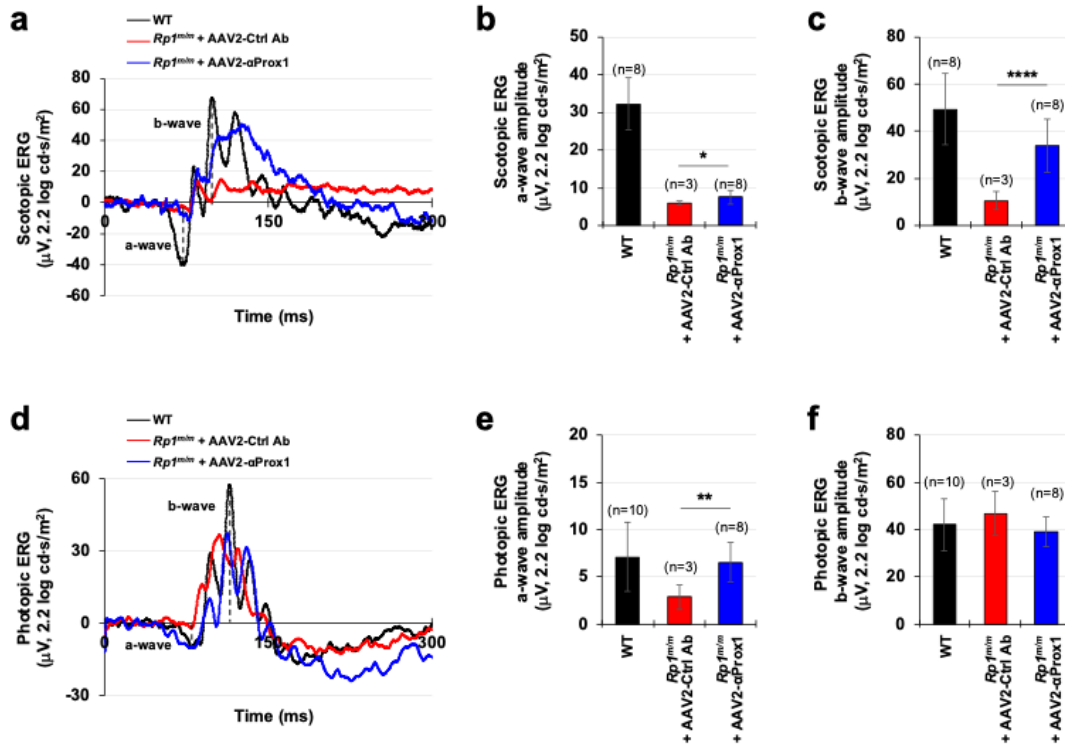 a
WT
Rp1m/m + AAV2-Ctrl Ab
Rp1m/m + AAV2-αProx1
Scotopic ERG
(μV, 2.2 log cd·s/m²)
80
60
40
20
0
-20
-40
-60
b-wave
a-wave
0
150
300
Time (ms)
b
Scotopic ERG
a-wave amplitude
(μV, 2.2 log cd·s/m²)
50
40
30
20
10
0
(n=8)
(n=3)
(n=8)
*
WT
Rp1m/m
+ AAV2-Ctrl Ab
Rp1m/m
+ AAV2-αProx1
c
Scotopic ERG
b-wave amplitude
(μV, 2.2 log cd·s/m²)
80
60
40
20
0
(n=8)
(n=3)
(n=8)
****
WT
Rp1m/m
+ AAV2-Ctrl Ab
Rp1m/m
+ AAV2-αProx1
d
WT
Rp1m/m + AAV2-Ctrl Ab
Rp1m/m + AAV2-αProx1
Photopic ERG
(μV, 2.2 log cd·s/m²)
60
30
0
-30
b-wave
a-wave
0
150
300
Time (ms)
e
Photopic ERG
a-wave amplitude
(μV, 2.2 log cd·s/m²)
20
15
10
5
0
(n=10)
(n=3)
(n=8)
**
WT
Rp1m/m
+ AAV2-Ctrl Ab
Rp1m/m
+ AAV2-αProx1
f
Photopic ERG
b-wave amplitude
(μV, 2.2 log cd·s/m²)
80
60
40
20
0
(n=10)
(n=3)
(n=8)
WT
Rp1m/m
+ AAV2-Ctrl Ab
Rp1m/m
+ AAV2-αProx1